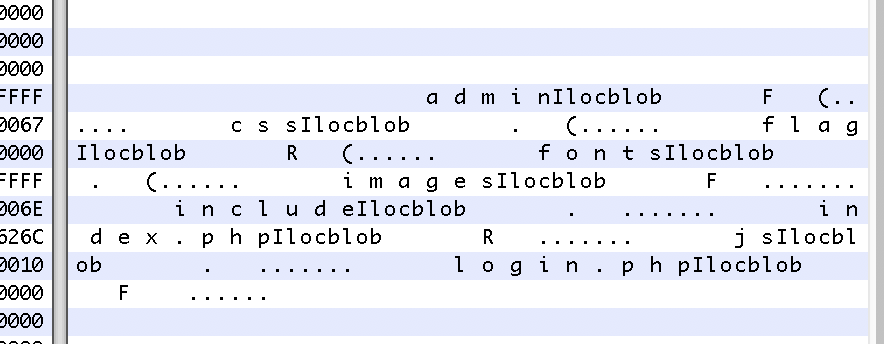 0000
0000
0000
FFFF a d m i nIlocblob F (..
0067 .... c s sIlocblob . (...... f l a g
0000 Ilocblob R (...... f o n t sIlocblob
FFFF . (...... i m a g e sIlocblob F .......
006E i n c l u d eIlocblob . ....... i n
626C d e x . p h pIlocblob R ....... j sIlocbl
0010 ob . ....... l o g i n . p h pIlocblob
0000 F ......
0000